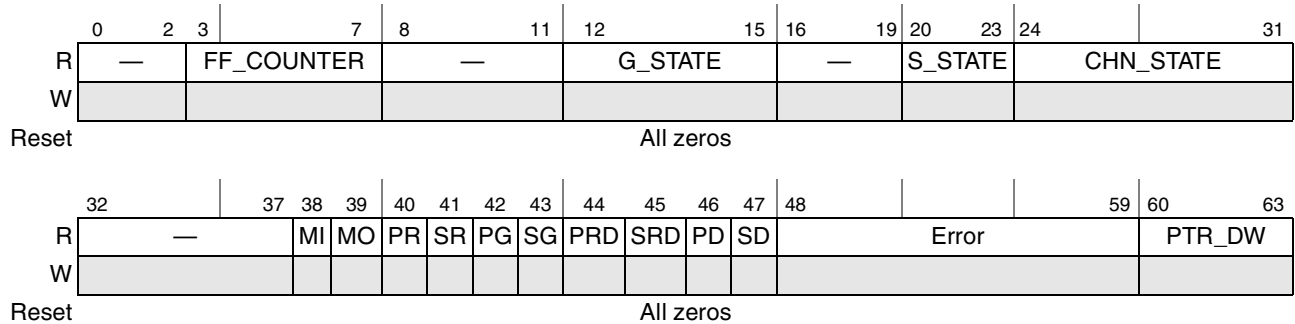 0 2 3 7 8 11 12 15 16 19 20 23 24 31
R — FF_COUNTER — G_STATE — S_STATE CHN_STATE
W
Reset All zeros
32 37 38 39 40 41 42 43 44 45 46 47 48 59 60 63
R — MI MO PR SR PG SG PRD SRD PD SD Error PTR_DW
W
Reset All zeros